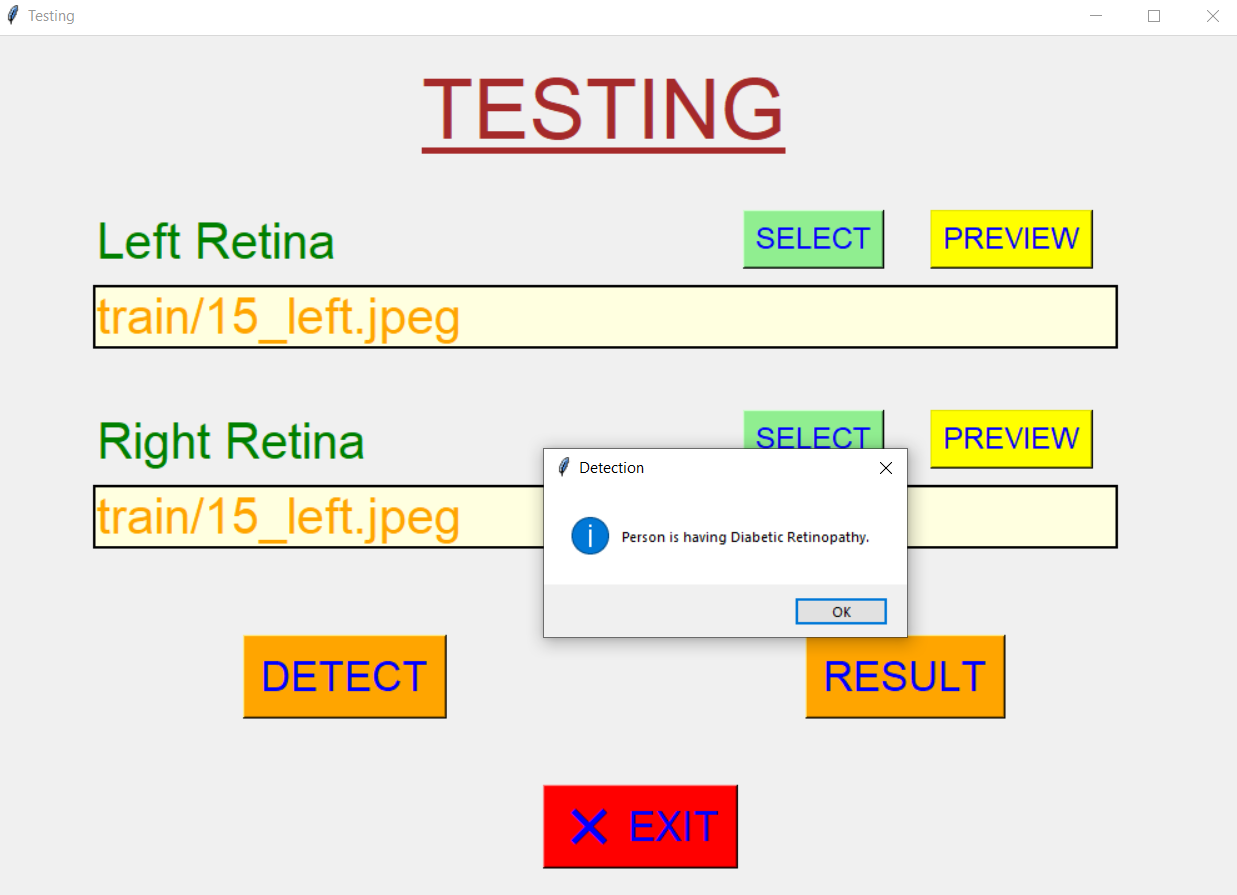 Testing
TESTING
Left Retina
SELECT
PREVIEW
train/15_left.jpeg
Right Retina
SELECT
PREVIEW
train/15_left.jpeg
Detection
Person is having Diabetic Retinopathy.
OK
DETECT
RESULT
EXIT